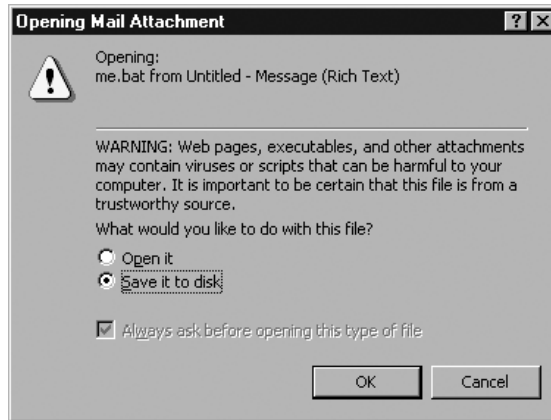 Opening Mail Attachment
Opening:
me.bat from Untitled - Message (Rich Text)
WARNING: Web pages, executables, and other attachments
may contain viruses or scripts that can be harmful to your
computer. It is important to be certain that this file is from a
trustworthy source.
What would you like to do with this file?
Open it
Save it to disk
Always ask before opening this type of file
OK
Cancel